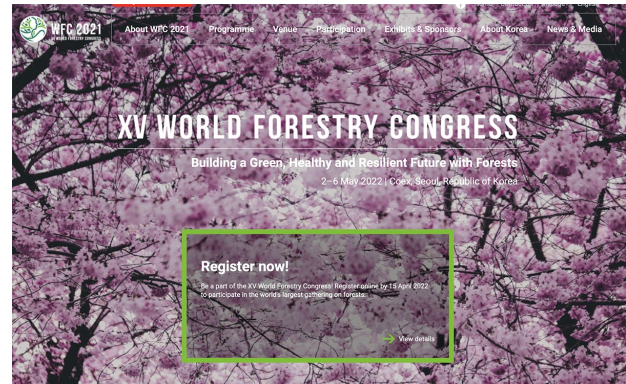 WFC 2021
XV WORLD FORESTRY CONGRESS
About WFC 2021
Programme
Venue
Participation
Exhibits & Sponsors
About Korea
News & Media
XV WORLD FORESTRY CONGRESS
Building a Green, Healthy and Resilient Future with Forests
2–6 May 2022 | Coex, Seoul, Republic of Korea
Register now!
Be a part of the XV World Forestry Congress! Register online by 15 April 2022
to participate in the world's largest gathering on forests.
View details